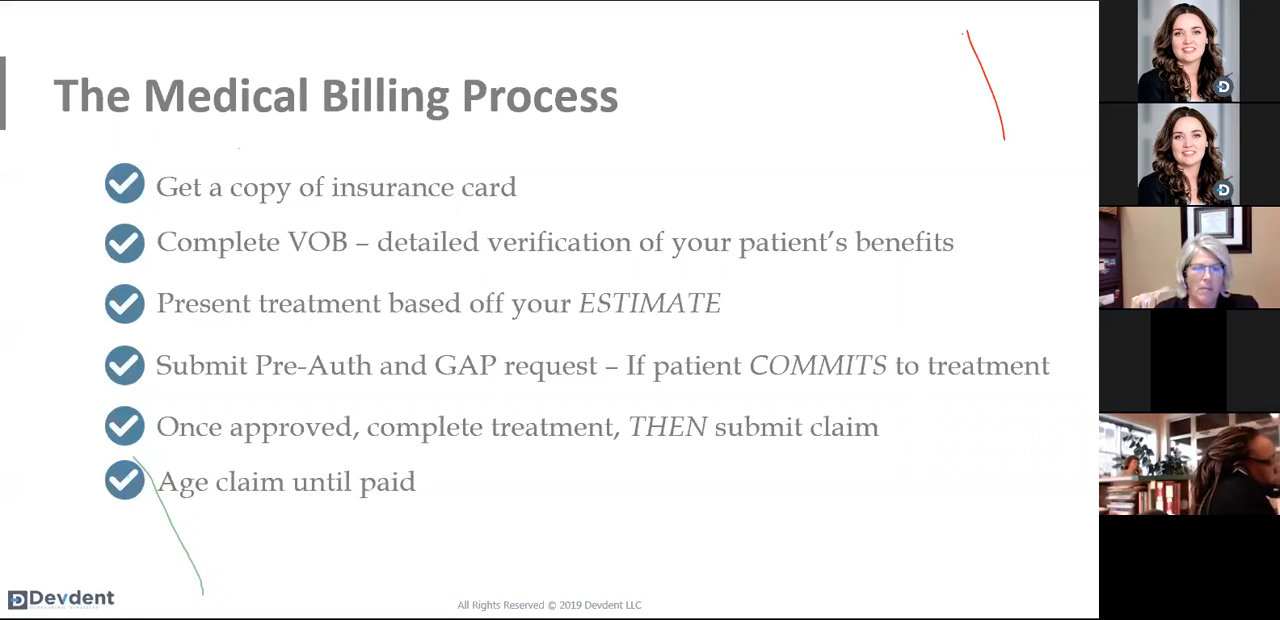 The Medical Billing Process
Get a copy of insurance card
Complete VOB – detailed verification of your patient's benefits
Present treatment based off your ESTIMATE
Submit Pre-Auth and GAP request – If patient COMMITS to treatment
Once approved, complete treatment, THEN submit claim
Age claim until paid
Devdent
All Rights Reserved © 2019 Devdent LLC